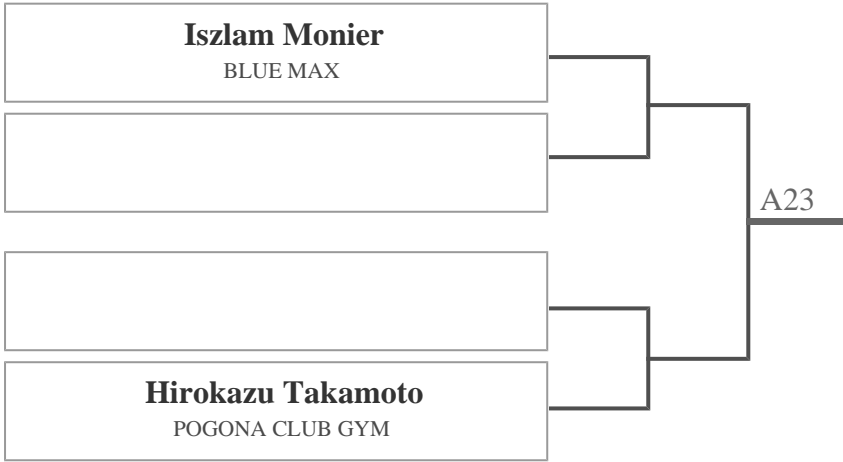 Iszlam Monier
BLUE MAX
A23
Hirokazu Takamoto
POGONA CLUB GYM